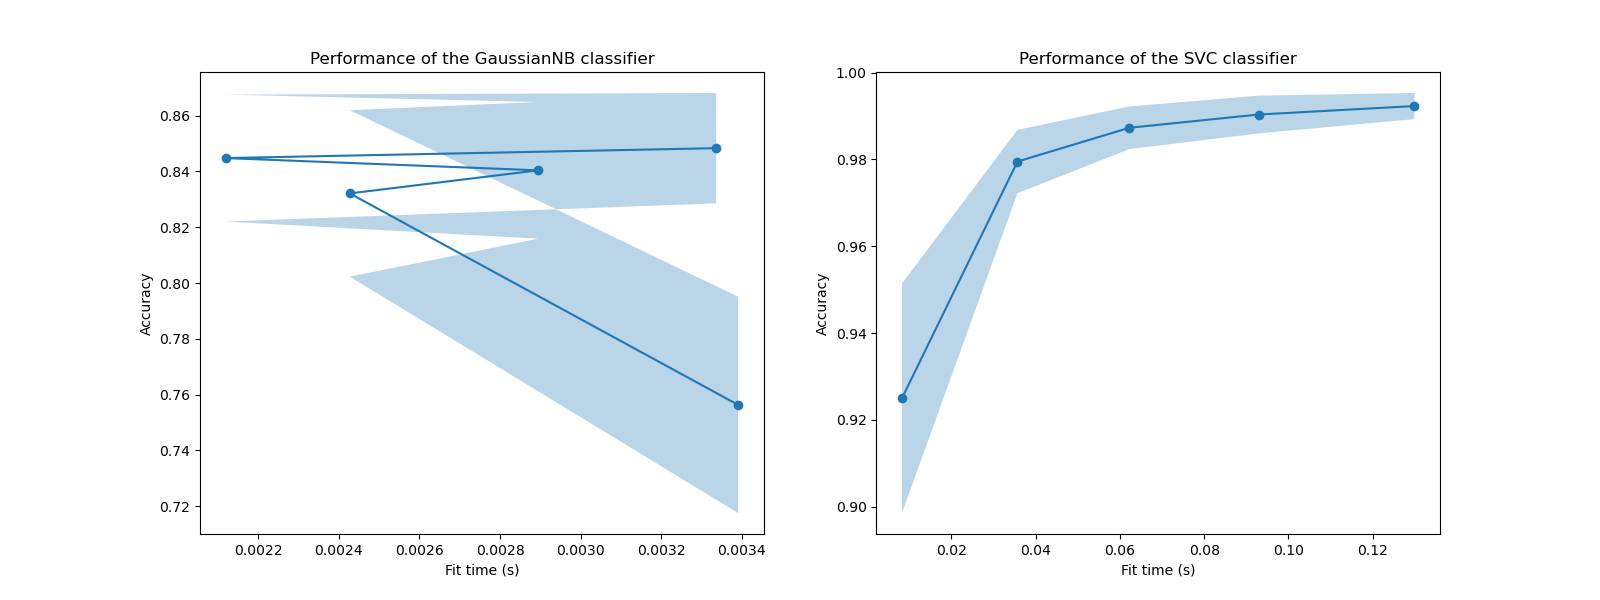 Performance of the GaussianNB classifier
Accuracy
0.86
0.84
0.82
0.80
0.78
0.76
0.74
0.72
0.0022 0.0024 0.0026 0.0028 0.0030 0.0032 0.0034
Fit time (s)
Performance of the SVC classifier
Accuracy
1.00
0.98
0.96
0.94
0.92
0.90
0.02 0.04 0.06 0.08 0.10 0.12
Fit time (s)